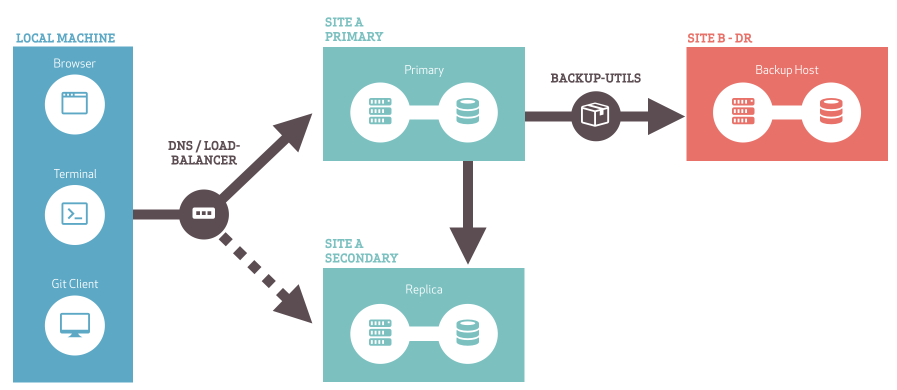 LOCAL MACHINE
Browser
Terminal
Git Client
DNS / LOAD-
BALANCER
SITE A
PRIMARY
Primary
SITE A
SECONDARY
Replica
BACKUP-UTILS
SITE B - DR
Backup Host